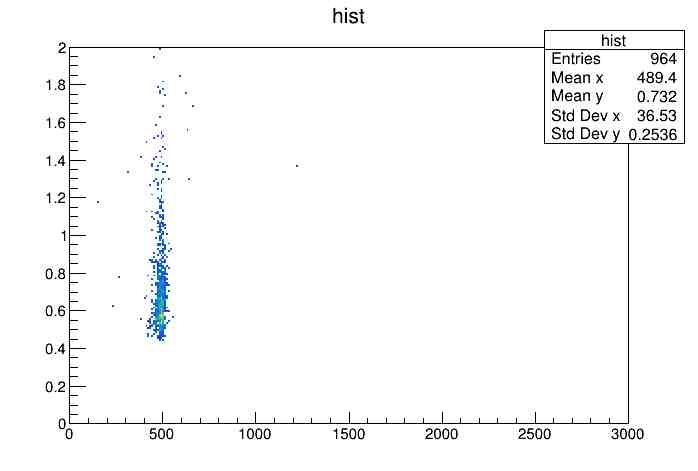 hist
hist
Entries 964
Mean x 489.4
Mean y 0.732
Std Dev x 36.53
Std Dev y 0.2536
2
1.8
1.6
1.4
1.2
1
0.8
0.6
0.4
0.2
0
0 500 1000 1500 2000 2500 3000